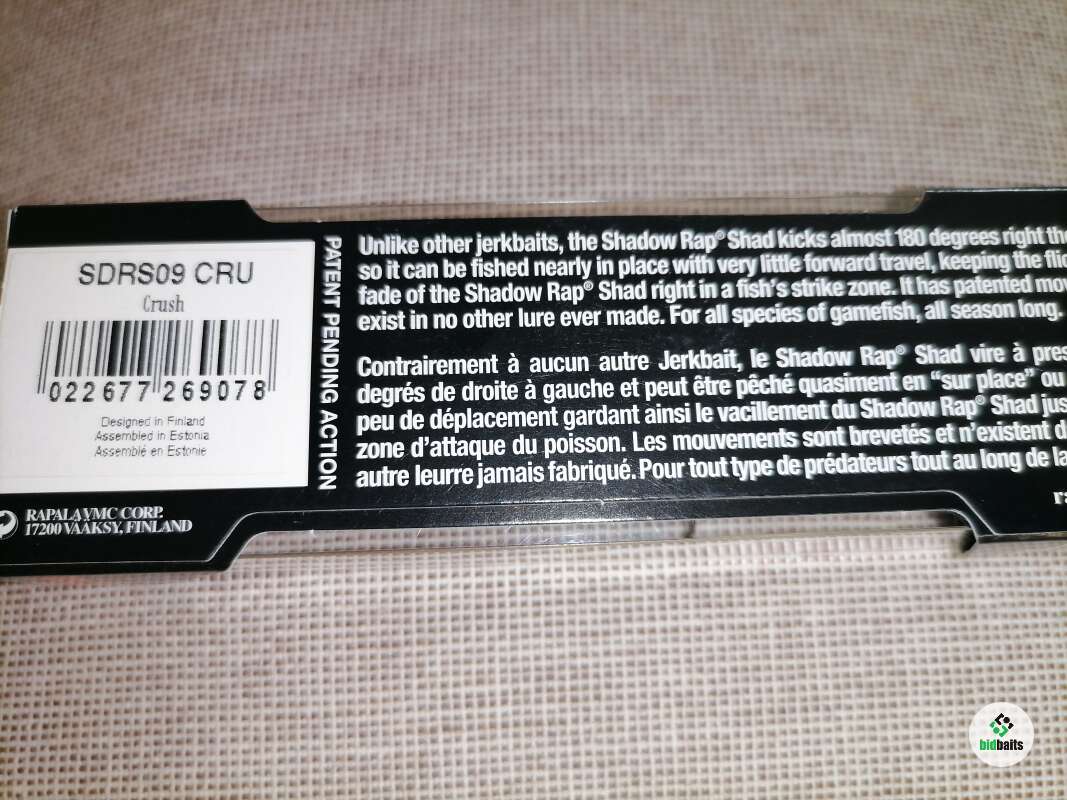 SDRS09 CRU
Crush
022677 269078
Designed in Finland
Assembled in Estonia
Assemblé en Estonie
RAPALA VMC CORP.
17200 VÄÄKSY, FINLAND
PATENT PENDING ACTION
Unlike other jerkbaits, the Shadow Rap® Shad kicks almost 180 degrees right
so it can be fished nearly in place with very little forward travel, keeping the
fade of the Shadow Rap® Shad right in a fish's strike zone. It has patented
exist in no other lure ever made. For all species of gamefish, all season long.
Contrairement à aucun autre Jerkbait, le Shadow Rap® Shad vire à
degrés de droite à gauche et peut être pêché quasiment en “sur place” ou
peu de déplacement gardant ainsi le vacillement du Shadow Rap® Shad
zone d'attaque du poisson. Les mouvements sont brevetés et n'existent
autre leurre jamais fabriqué. Pour tout type de prédateurs tout au long de la
bidbaits